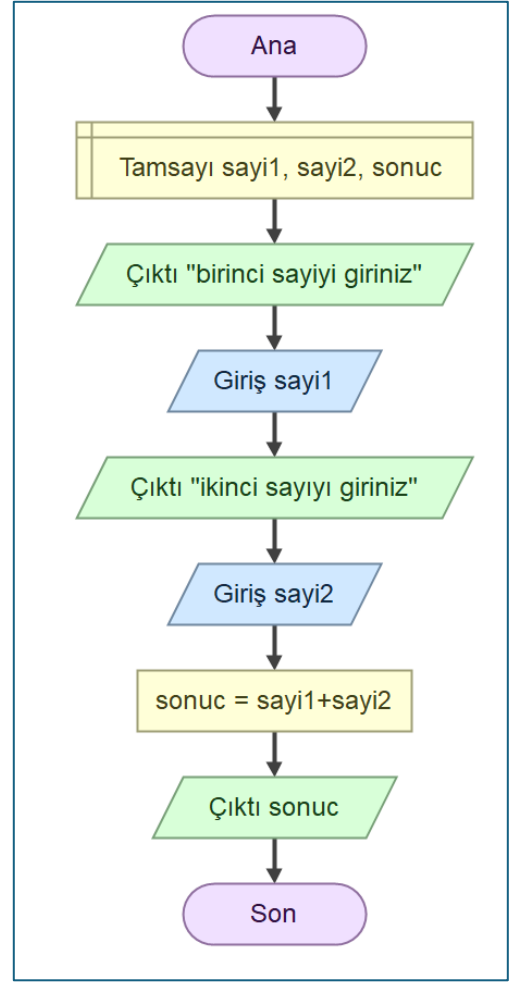 Ana
Tamsayı sayi1, sayi2, sonuc
Çıktı "birinci sayiyi giriniz"
Giriş sayi1
Çıktı "ikinci sayıyı giriniz"
Giriş sayi2
sonuc = sayi1+sayi2
Çıktı sonuc
Son